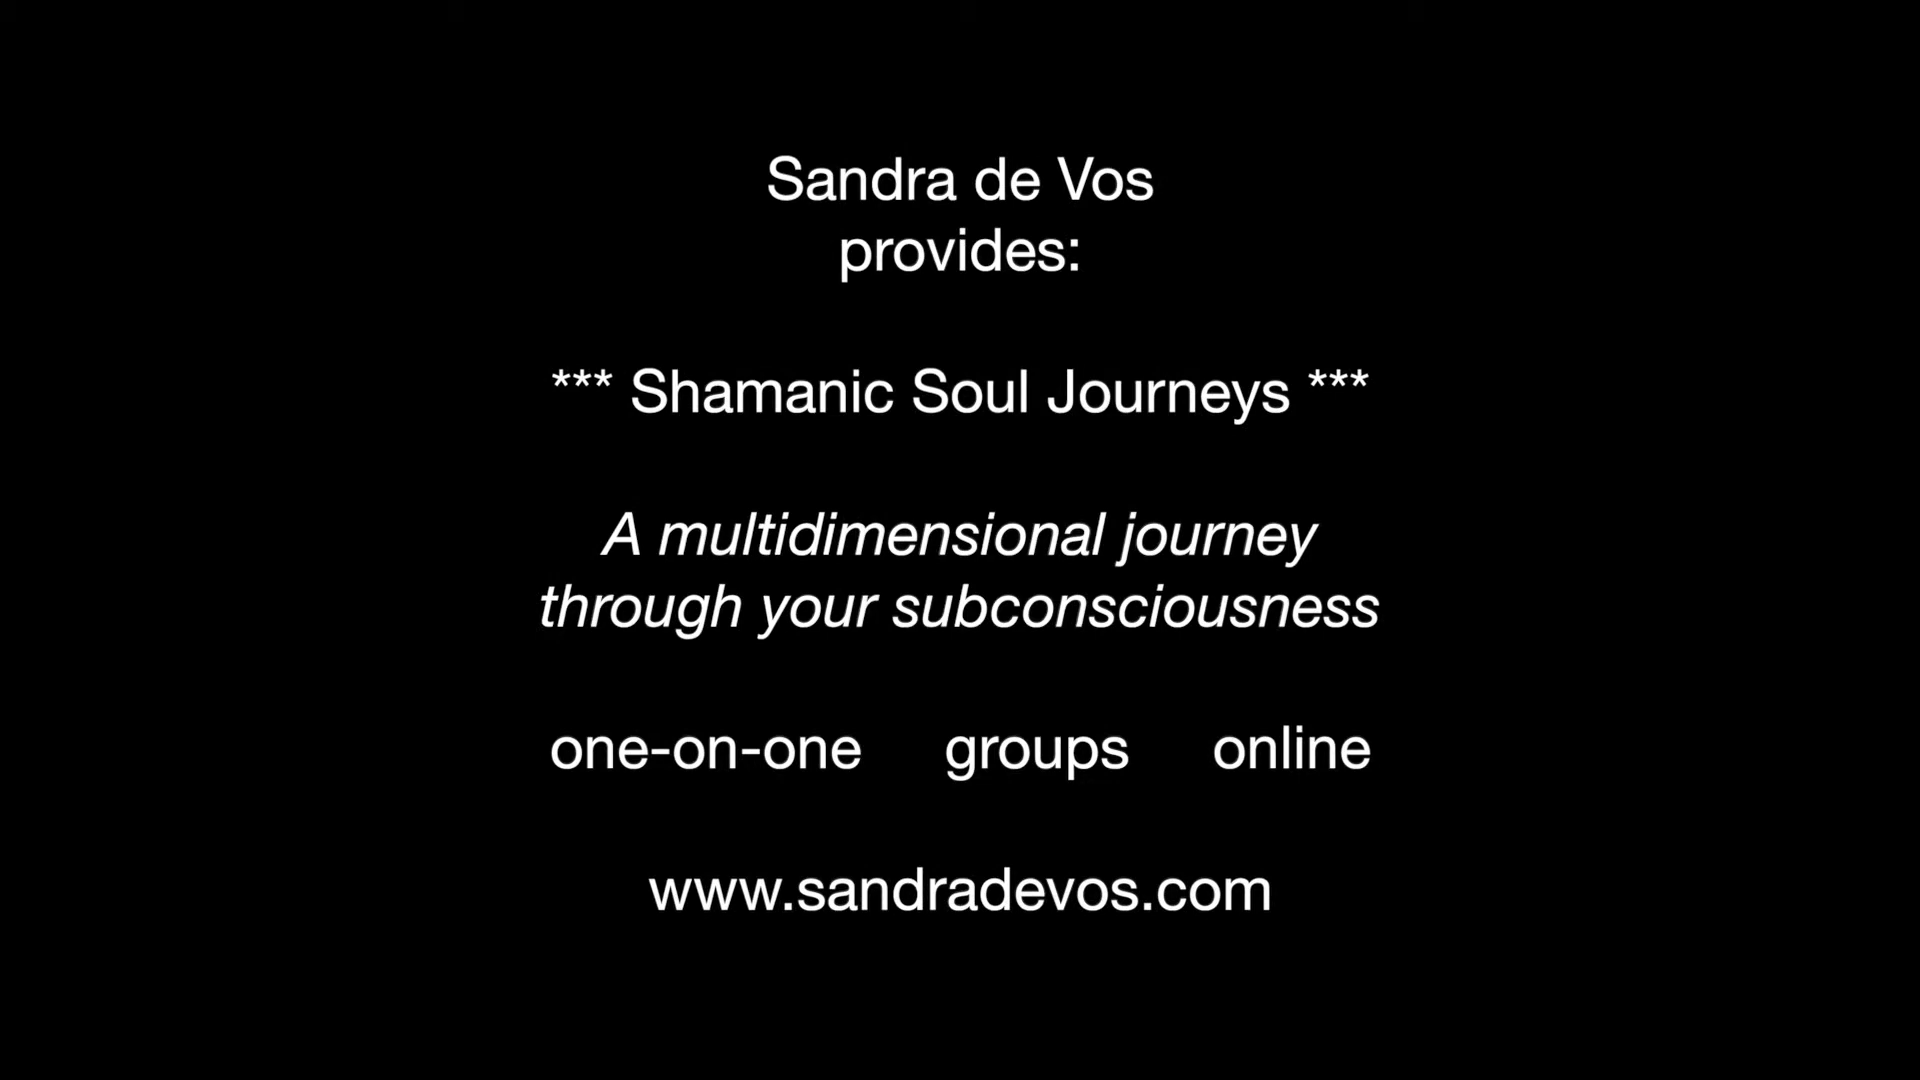 Sandra de Vos
provides:
*** Shamanic Soul Journeys ***
A multidimensional journey
through your subconsciousness
one-on-one groups online
www.sandradevos.com